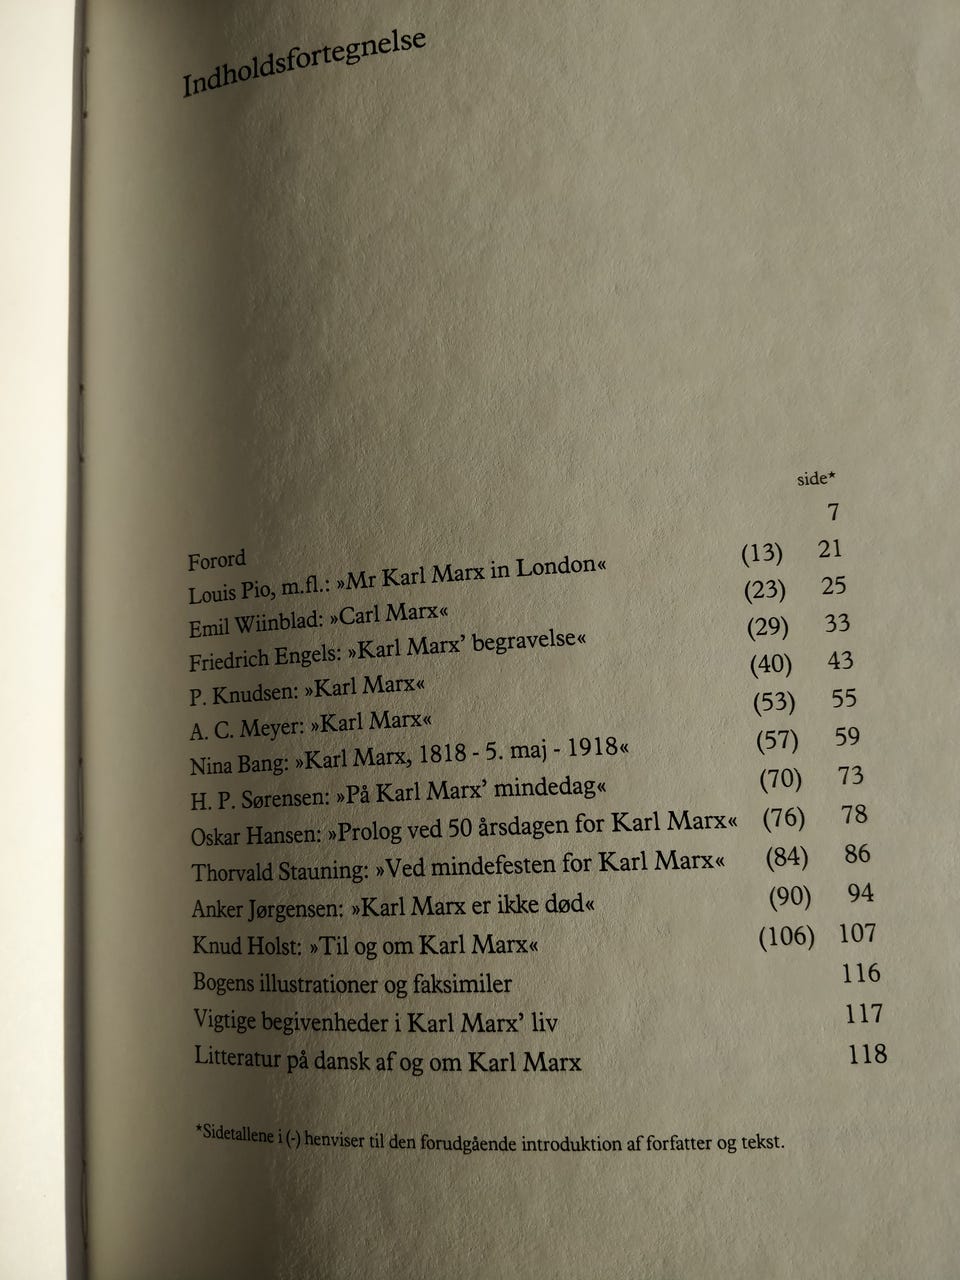 Indholdsfortegnelse
side*
Forord 7
Louis Pio, m.fl.: »Mr Karl Marx in London« (13) 21
Emil Wiinblad: »Carl Marx« (23) 25
Friedrich Engels: »Karl Marx’ begravelse« (29) 33
P. Knudsen: »Karl Marx« (40) 43
A. C. Meyer: »Karl Marx« (53) 55
Nina Bang: »Karl Marx, 1818 - 5. maj - 1918« (57) 59
H. P. Sørensen: »På Karl Marx’ mindedag« (70) 73
Oskar Hansen: »Prolog ved 50 årsdagen for Karl Marx« (76) 78
Thorvald Stauning: »Ved mindefesten for Karl Marx« (84) 86
Anker Jørgensen: »Karl Marx er ikke død« (90) 94
Knud Holst: »Til og om Karl Marx« (106) 107
Bogens illustrationer og faksimiler 116
Vigtige begivenheder i Karl Marx’ liv 117
Litteratur på dansk af og om Karl Marx 118
*Sidetallene i (-) henviser til den forudgående introduktion af forfatter og tekst.